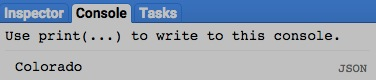 Inspector Console Tasks
Use print(...) to write to this console.
Colorado JSON